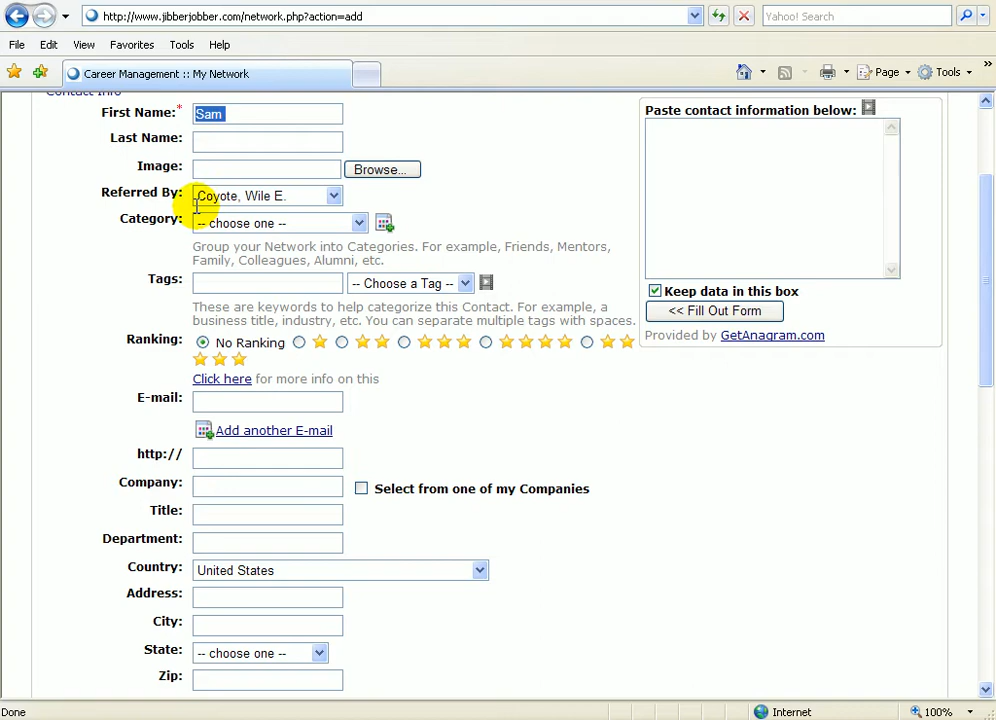 http://www.jibberjobber.com/network.php?action=add
Yahoo! Search
File Edit View Favorites Tools Help
Career Management :: My Network
Page Tools
Contact Info
First Name:* Sam
Last Name:
Image: Browse...
Referred By: Coyote, Wile E.
Category: -- choose one --
Group your Network into Categories. For example, Friends, Mentors,
Family, Colleagues, Alumni, etc.
Tags: -- Choose a Tag --
These are keywords to help categorize this Contact. For example, a
business title, industry, etc. You can separate multiple tags with spaces.
Ranking: No Ranking
Click here for more info on this
E-mail:
Add another E-mail
http://
Company: Select from one of my Companies
Title:
Department:
Country: United States
Address:
City:
State: -- choose one --
Zip:
Paste contact information below:
Keep data in this box
<< Fill Out Form
Provided by GetAnagram.com
Done Internet 100%